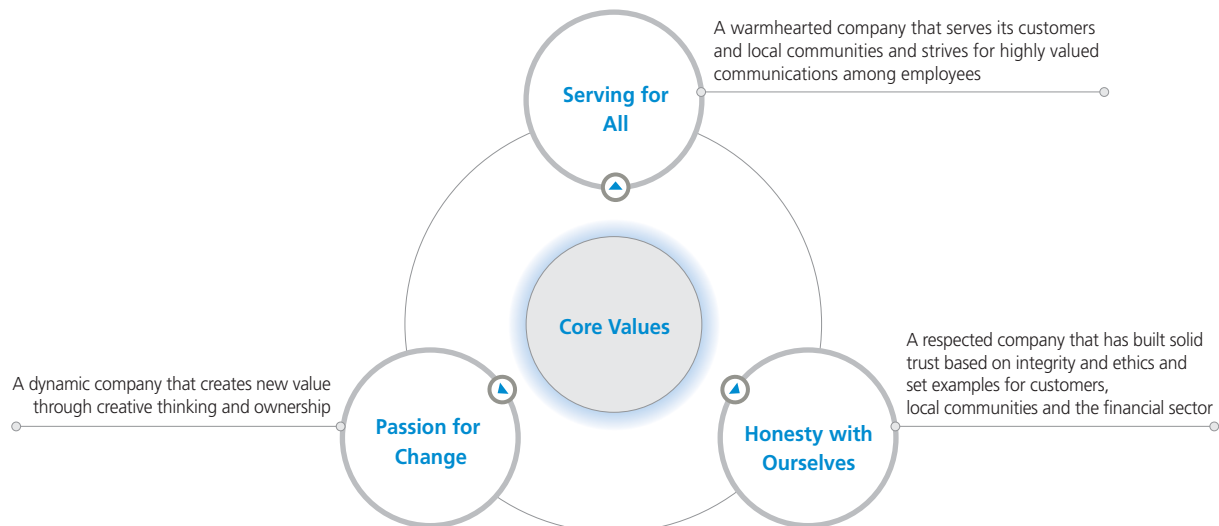 A warmhearted company that serves its customers
and local communities and strives for highly valued
communications among employees
Serving for
All
Core Values
A dynamic company that creates new value
through creative thinking and ownership
Passion for
Change
A respected company that has built solid
trust based on integrity and ethics and
set examples for customers,
local communities and the financial sector
Honesty with
Ourselves